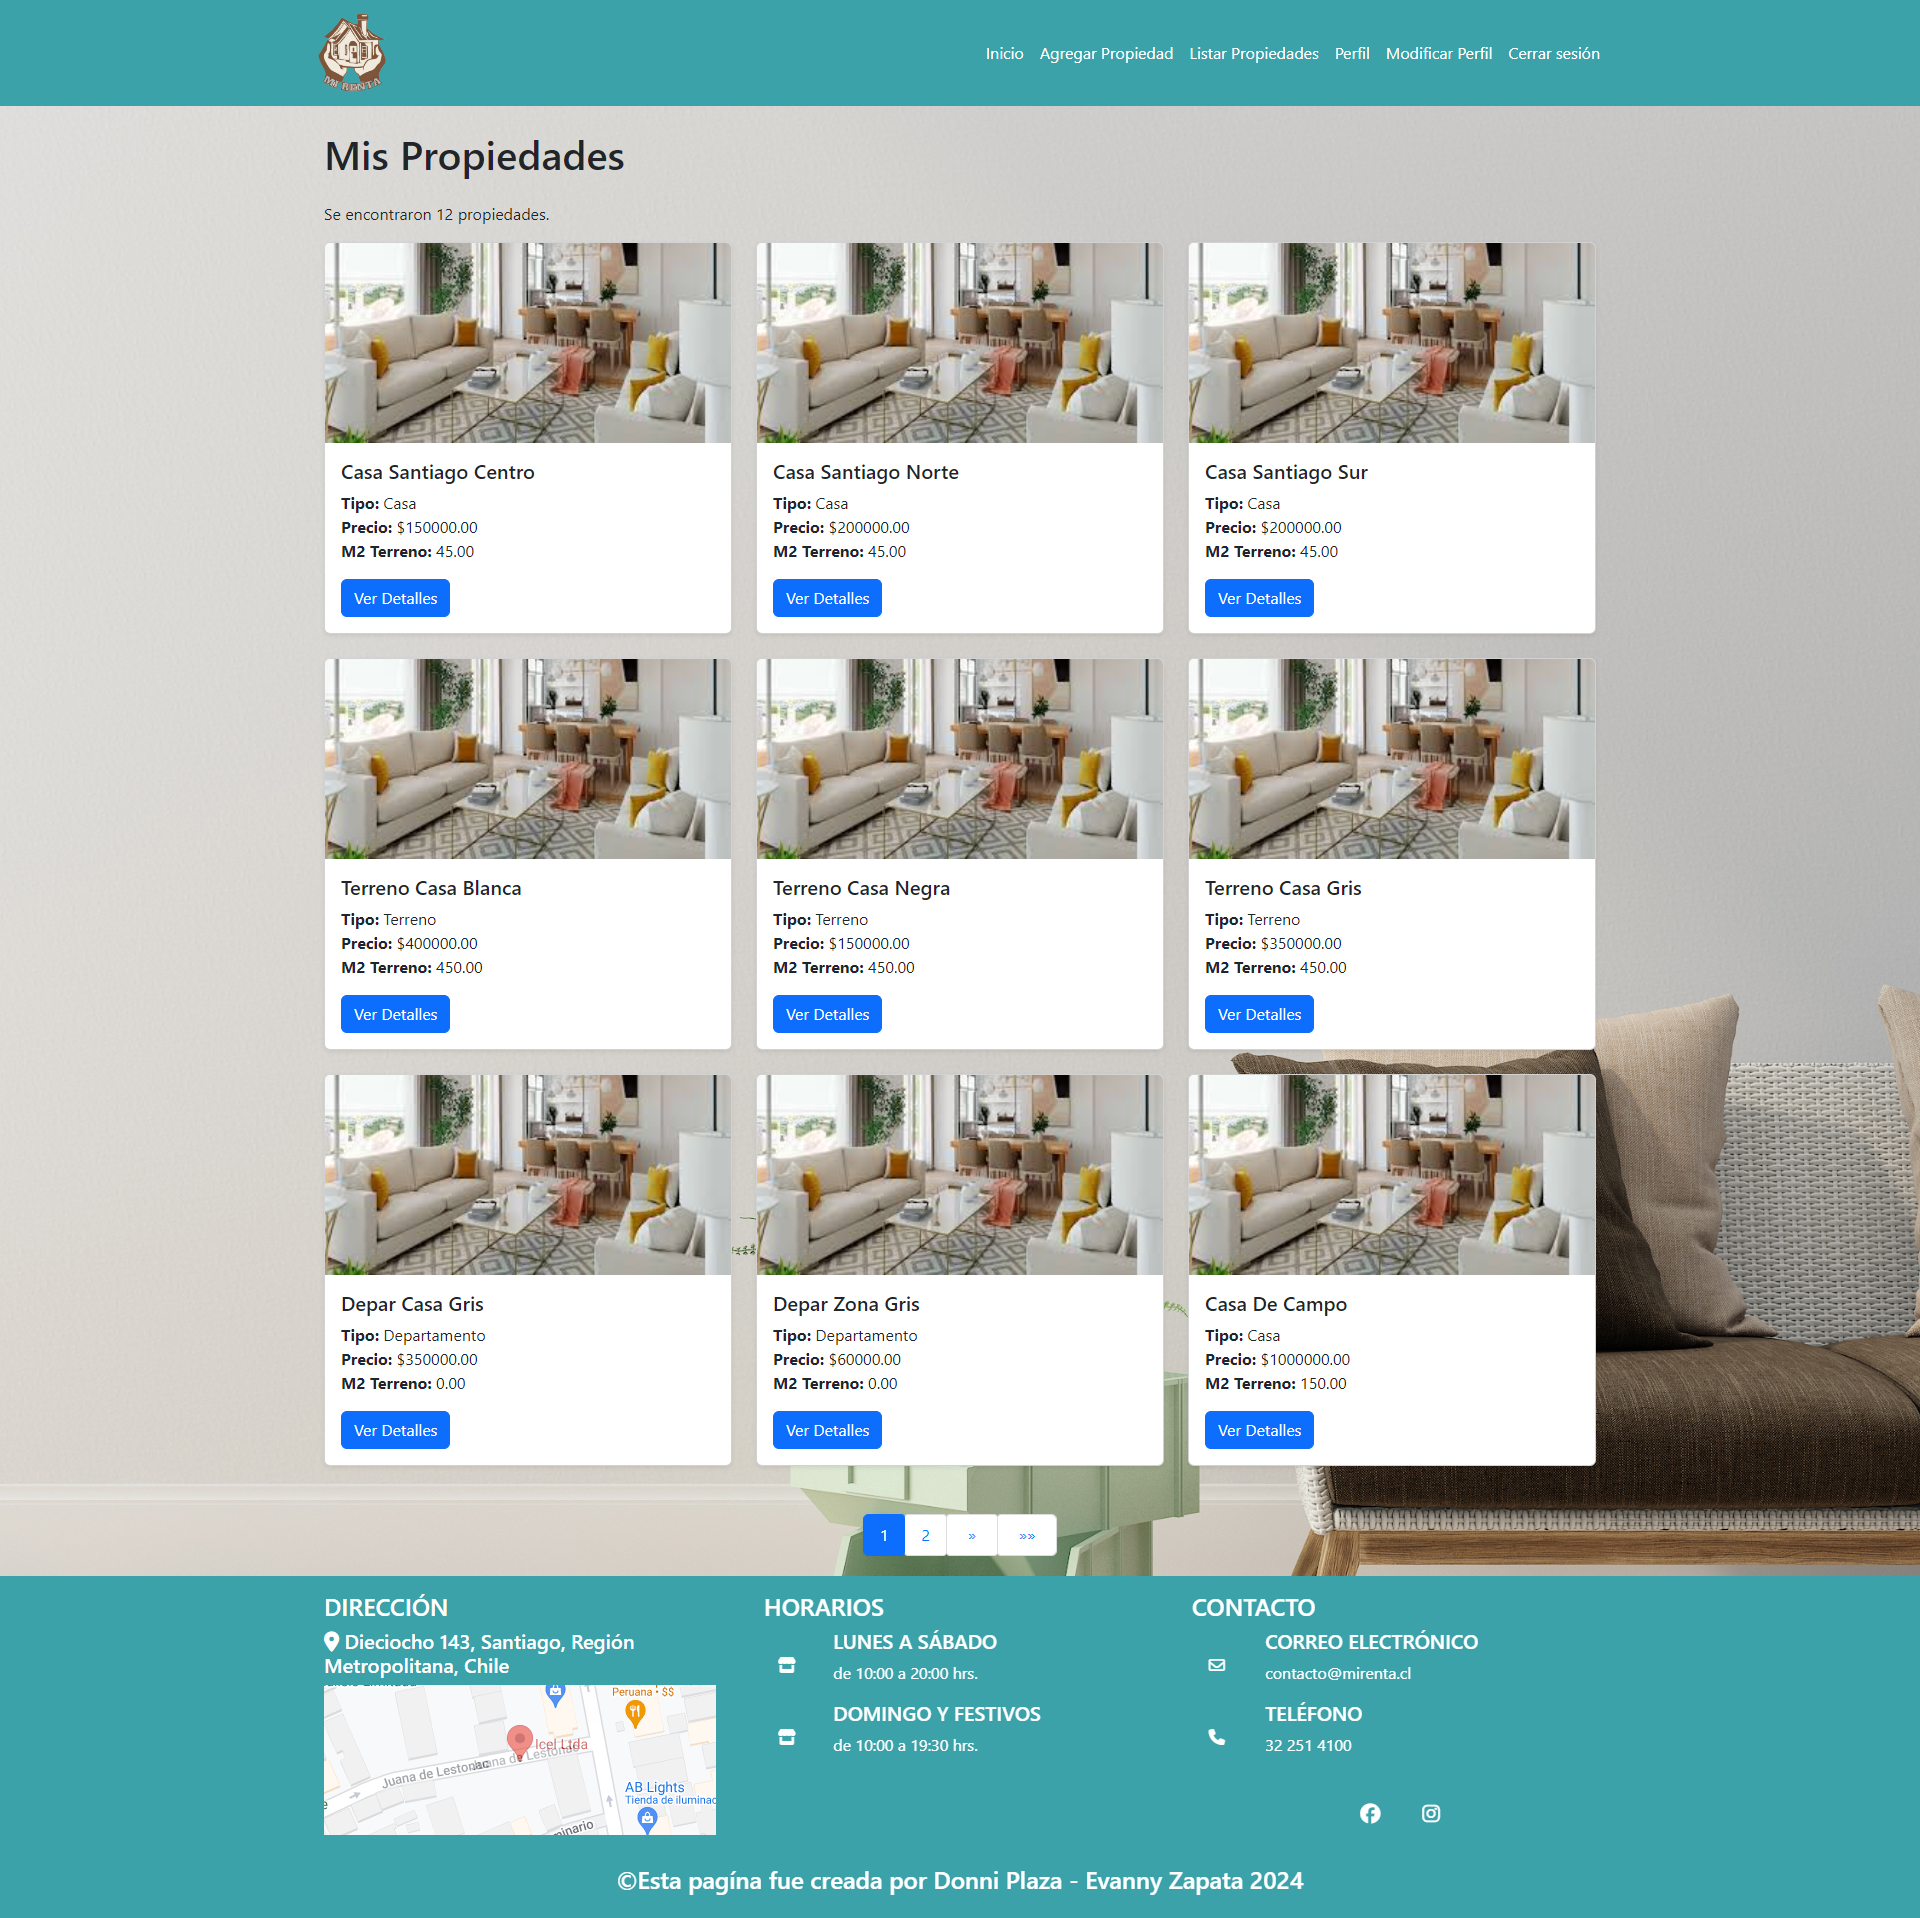 MI RENTA
Inicio Agregar Propiedad Listar Propiedades Perfil Modificar Perfil Cerrar sesión
Mis Propiedades
Se encontraron 12 propiedades.
Casa Santiago Centro
Tipo: Casa
Precio: $150000.00
M2 Terreno: 45.00
Ver Detalles
Casa Santiago Norte
Tipo: Casa
Precio: $200000.00
M2 Terreno: 45.00
Ver Detalles
Casa Santiago Sur
Tipo: Casa
Precio: $200000.00
M2 Terreno: 45.00
Ver Detalles
Terreno Casa Blanca
Tipo: Terreno
Precio: $400000.00
M2 Terreno: 450.00
Ver Detalles
Terreno Casa Negra
Tipo: Terreno
Precio: $150000.00
M2 Terreno: 450.00
Ver Detalles
Terreno Casa Gris
Tipo: Terreno
Precio: $350000.00
M2 Terreno: 450.00
Ver Detalles
Depar Casa Gris
Tipo: Departamento
Precio: $350000.00
M2 Terreno: 0.00
Ver Detalles
Depar Zona Gris
Tipo: Departamento
Precio: $60000.00
M2 Terreno: 0.00
Ver Detalles
Casa De Campo
Tipo: Casa
Precio: $1000000.00
M2 Terreno: 150.00
Ver Detalles
1 2 » »»
DIRECCIÓN
Dieciocho 143, Santiago, Región
Metropolitana, Chile
Peruana • $$
Icel Ltda
Juana de Lestonac
Juana de Lestonac
AB Lights
Tienda de iluminac
minario
HORARIOS
LUNES A SÁBADO
de 10:00 a 20:00 hrs.
DOMINGO Y FESTIVOS
de 10:00 a 19:30 hrs.
CONTACTO
CORREO ELECTRÓNICO
contacto@mirenta.cl
TELÉFONO
32 251 4100
©Esta pagína fue creada por Donni Plaza - Evanny Zapata 2024